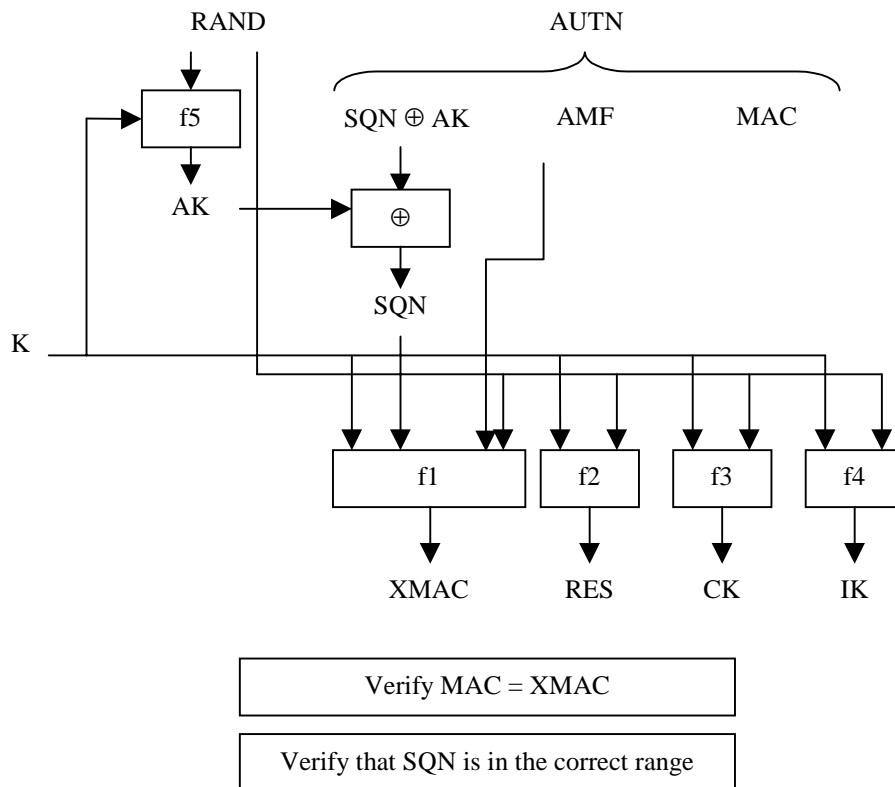 RAND AUTN
f5 SQN ⊕ AK AMF MAC
AK ⊕
SQN
K
f1 f2 f3 f4
XMAC RES CK IK
Verify MAC = XMAC
Verify that SQN is in the correct range